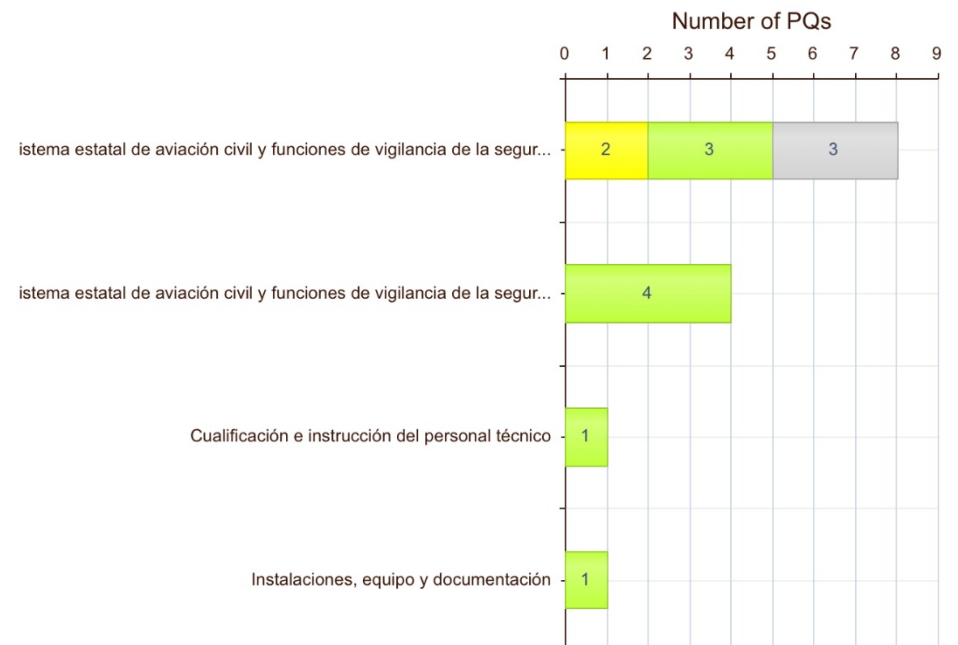 Number of PQs
0 1 2 3 4 5 6 7 8 9
istema estatal de aviación civil y funciones de vigilancia de la segur... 2 3 3
istema estatal de aviación civil y funciones de vigilancia de la segur... 4
Cualificación e instrucción del personal técnico 1
Instalaciones, equipo y documentación 1